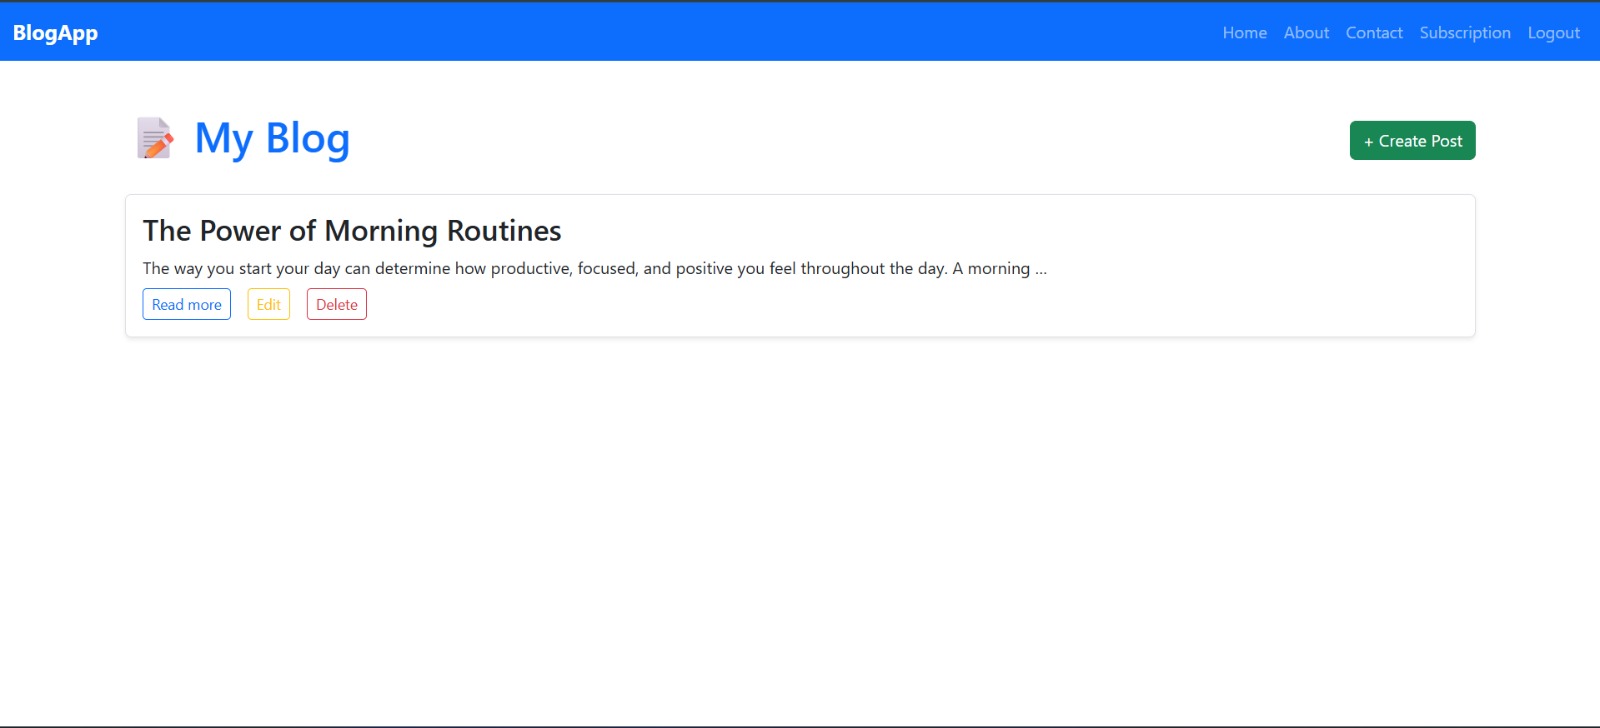 BlogApp
Home About Contact Subscription Logout
My Blog
+ Create Post
The Power of Morning Routines
The way you start your day can determine how productive, focused, and positive you feel throughout the day. A morning ...
Read more Edit Delete